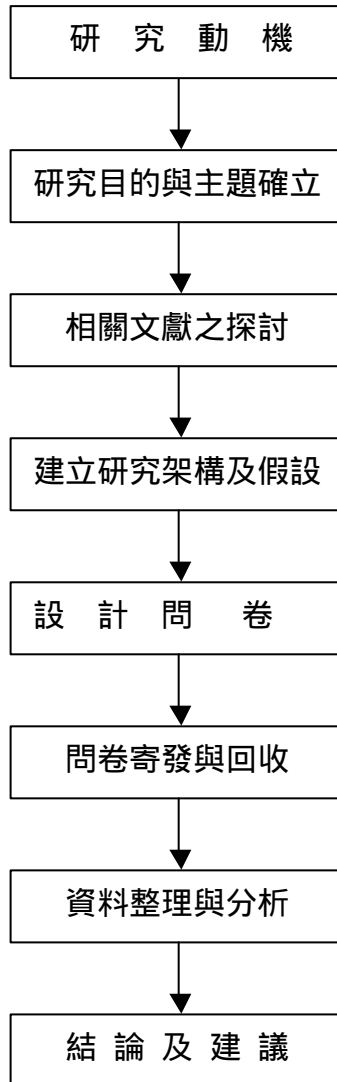 研究動機
研究目的與主題確立
相關文獻之探討
建立研究架構及假設
設計問卷
問卷寄發與回收
資料整理與分析
結論及建議